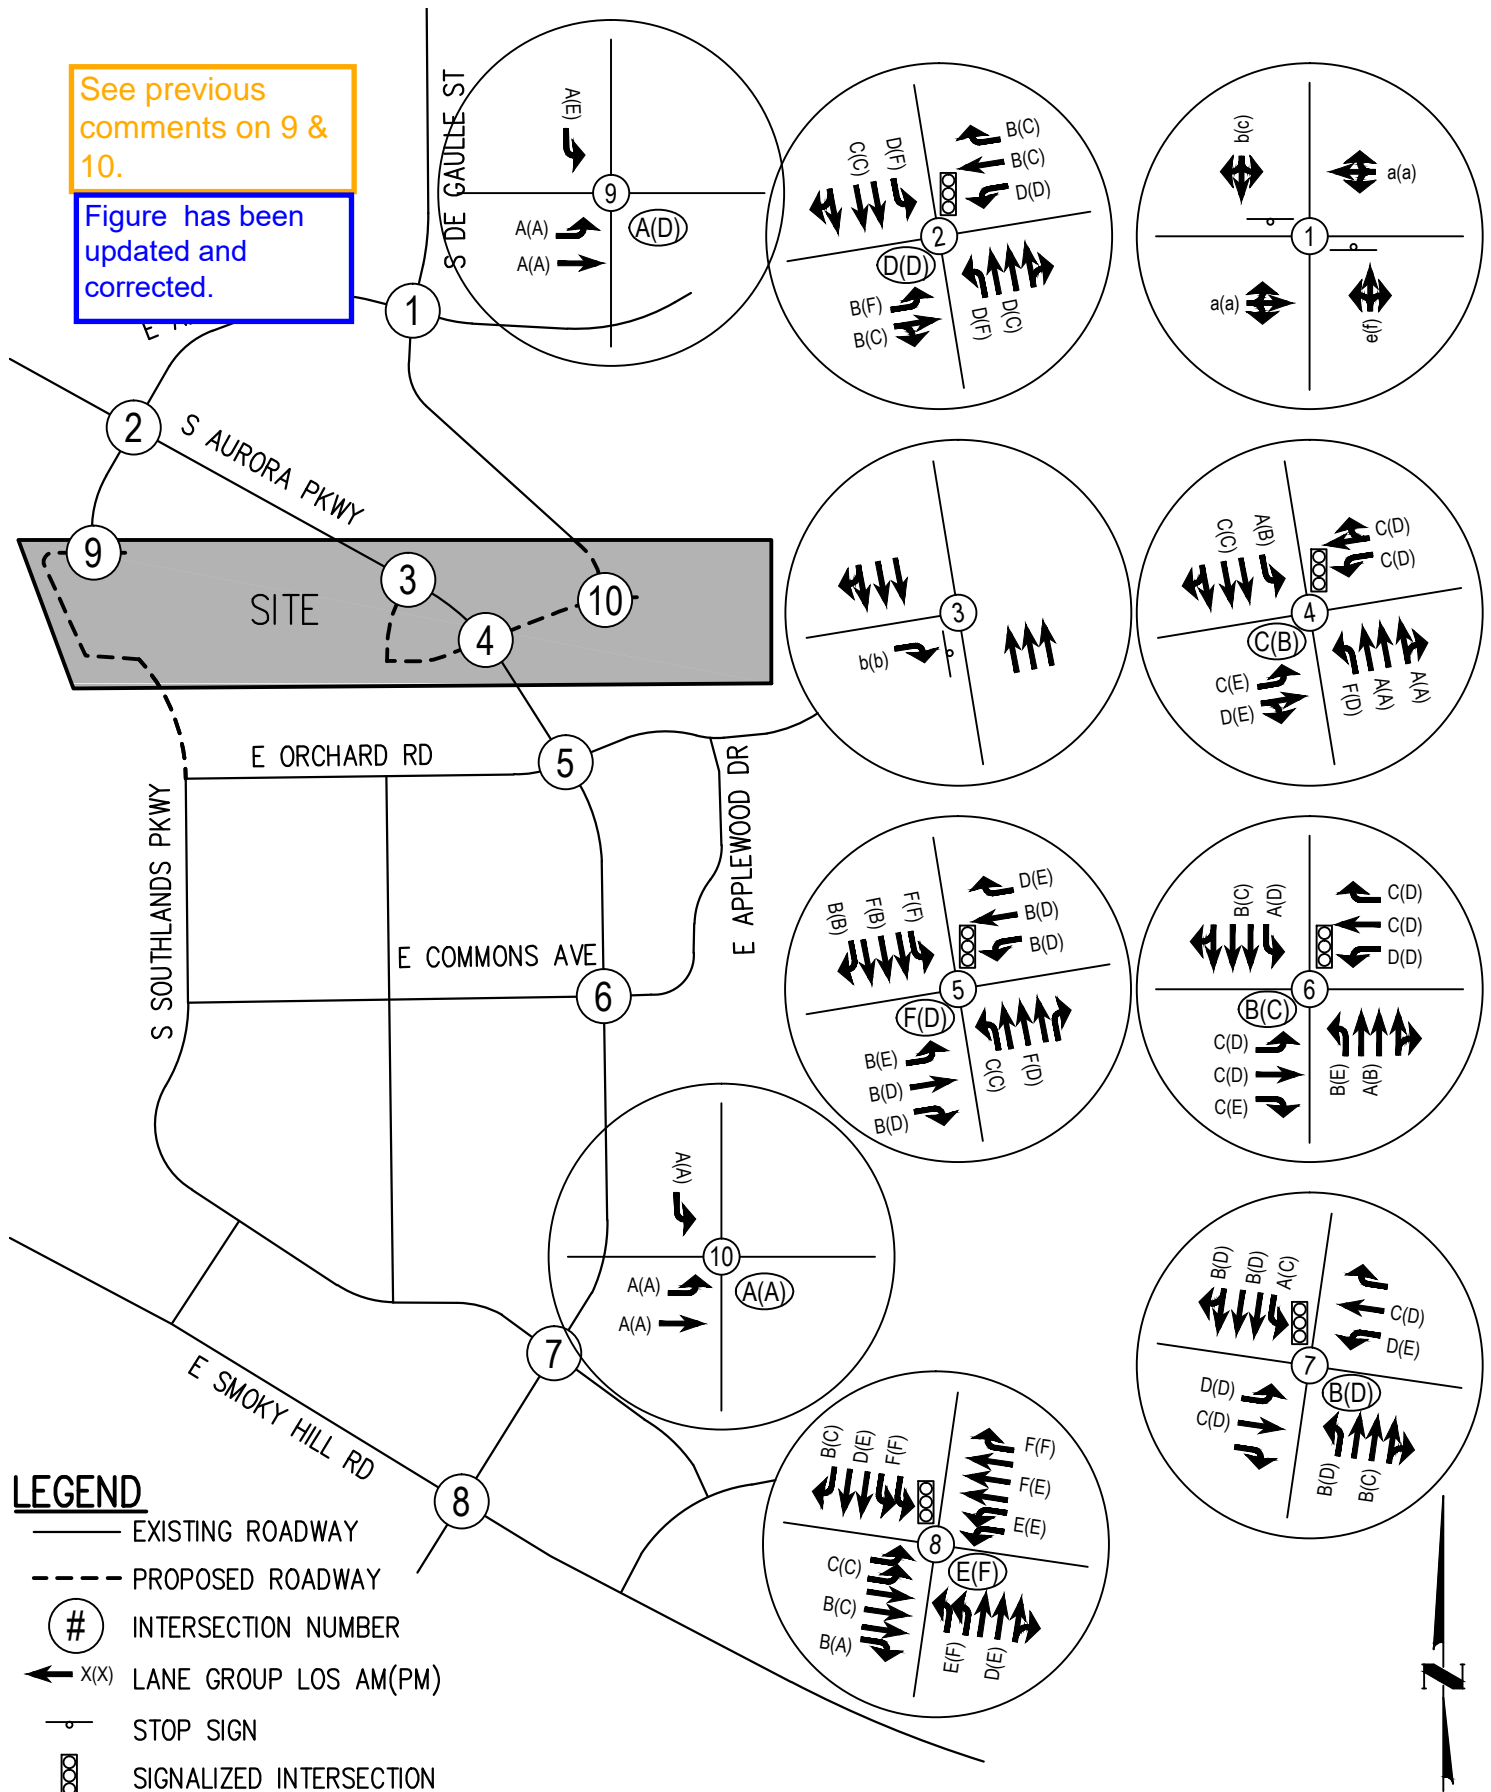 See previous
comments on 9 &
10.
Figure has been
updated and
corrected.
S DE GAULLE ST
S AURORA PKWY
SITE
E ORCHARD RD
S SOUTHLANDS PKWY
E COMMONS AVE
E APPLEWOOD DR
E SMOKY HILL RD
1
2
3
4
5
6
7
8
9
10
A(E)
9
A(A)
A(D)
A(A)
C(C)
D(F)
B(C)
B(C)
D(D)
2
D(D)
B(F)
B(C)
D(F)
D(C)
b(c)
a(a)
1
a(a)
e(f)
3
b(b)
C(C)
A(B)
C(D)
C(D)
4
C(B)
C(E)
D(E)
F(D)
A(A)
A(A)
B(B)
F(B)
F(F)
D(E)
B(D)
B(D)
5
F(D)
B(E)
B(D)
B(D)
C(C)
F(D)
B(C)
A(D)
C(D)
C(D)
D(D)
6
B(C)
C(D)
C(D)
C(E)
B(E)
A(B)
A(A)
10
A(A)
A(A)
A(A)
B(D)
B(D)
A(C)
C(D)
D(E)
7
B(D)
D(D)
C(D)
B(D)
B(C)
B(C)
D(E)
F(F)
F(F)
F(E)
E(E)
8
E(F)
C(C)
B(C)
B(A)
E(F)
D(E)
LEGEND
EXISTING ROADWAY
PROPOSED ROADWAY
# INTERSECTION NUMBER
X(X) LANE GROUP LOS AM(PM)
STOP SIGN
SIGNALIZED INTERSECTION
N